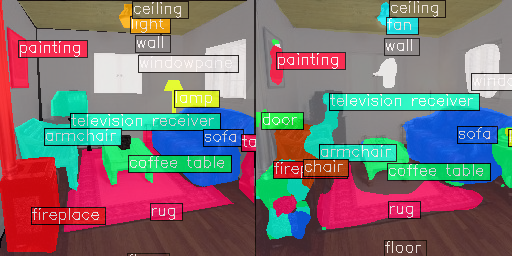 ceiling
light
wall
painting
windowpane
lamp
television receiver
armchair
sofa
coffee table
fireplace
rug
ceiling
fan
wall
painting
television receiver
door
sofa
armchair
chair
coffee table
rug
floor